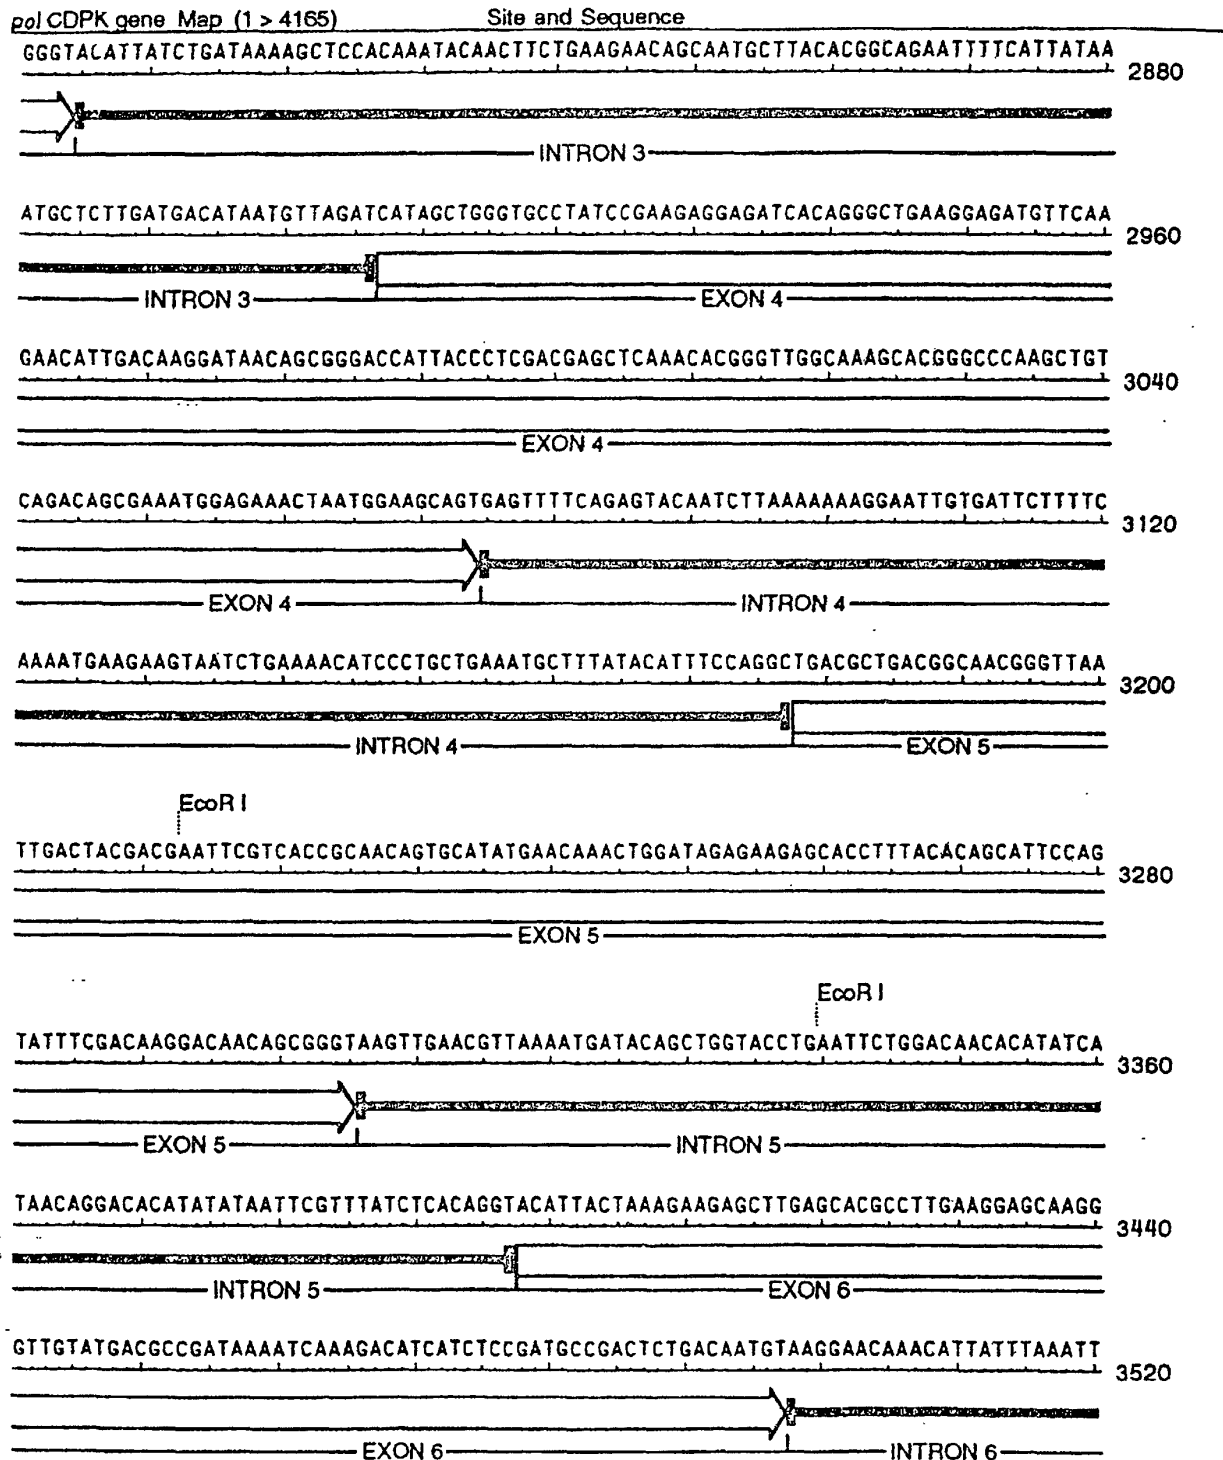 pol CDPK gene Map (1 > 4165) Site and Sequence
GGGTACATTATCTGATAAAAGCTCCACAAATACAACTTCTGAAGAACAGCAATGCTTACACGGCAGAATTTTCATTATAA
2880
INTRON 3
ATGCTCTTGATGACATAATGTTAGATCATAGCTGGGTGCCTATCCGAAGAGGAGATCACAGGGCTGAAGGAGATGTTCAA
2960
INTRON 3 EXON 4
GAACATTGACAAGGATAACAGCGGGACCATTACCCTCGACGAGCTCAAACACGGGTTGGCAAAGCACGGGCCCAAGCTGT
3040
EXON 4
CAGACAGCGAAATGGAGAAACTAATGGAAGCAGTGAGTTTTCAGAGTACAATCTTAAAAAAAGGAATTGTGATTCTTTTC
3120
EXON 4 INTRON 4
AAAATGAAGAAGTAATCTGAAAACATCCCTGCTGAAATGCTTTATACATTTCCAGGCTGACGCTGACGGCAACGGGTTAA
3200
INTRON 4 EXON 5
EcoR I
TTGACTACGACGAATTCGTCACCGCAACAGTGCATATGAACAAACTGGATAGAGAAGAGCACCTTTACACAGCATTCCAG
3280
EXON 5
EcoR I
TATTTCGACAAGGACAACAGCGGGTAAGTTGAACGTTAAAATGATACAGCTGGTACCTGAATTCTGGACAACACATATCA
3360
EXON 5 INTRON 5
TAACAGGACACATATATAATTCGTTTATCTCACAGGTACATTACTAAAGAAGAGCTTGAGCACGCCTTGAAGGAGCAAGG
3440
INTRON 5 EXON 6
GTTGTATGACGCCGATAAAATCAAAGACATCATCTCCGATGCCGACTCTGACAATGTAAGGAACAAACATTATTTAAATT
3520
EXON 6 INTRON 6